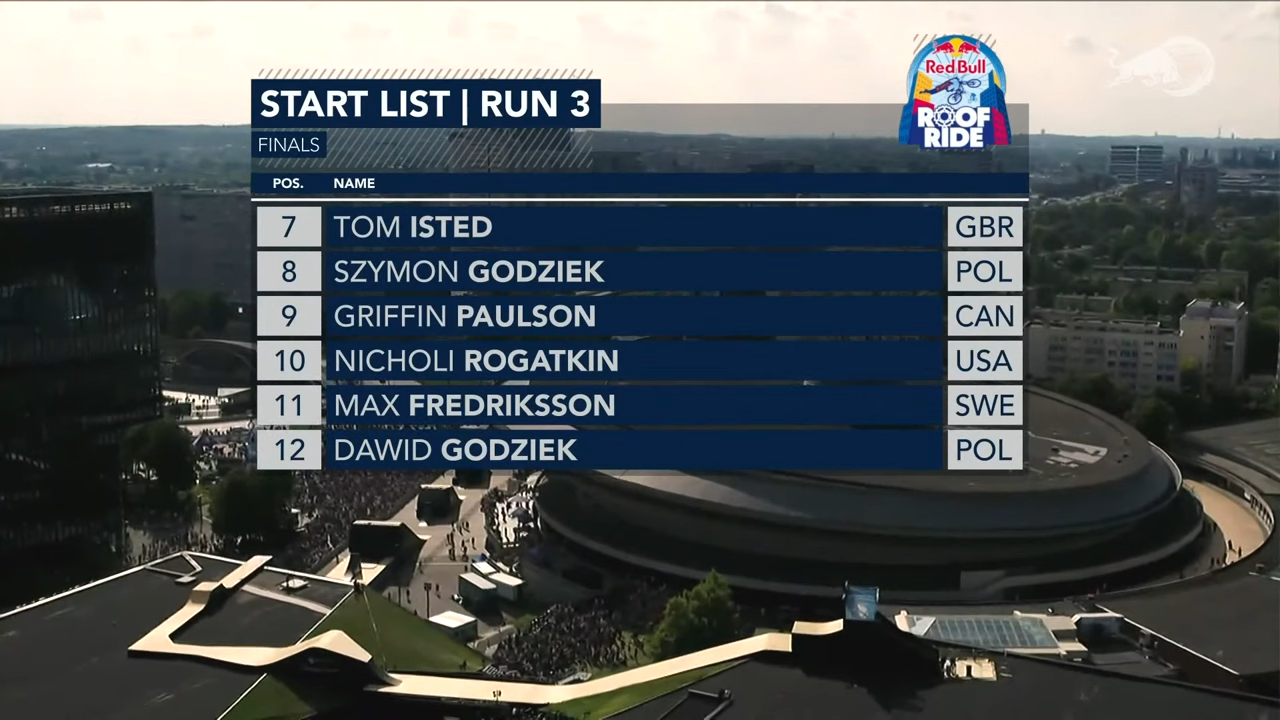 START LIST | RUN 3
FINALS
Red Bull
ROOF
RIDE
POS. NAME
7 TOM ISTED GBR
8 SZYMON GODZIEK POL
9 GRIFFIN PAULSON CAN
10 NICHOLI ROGATKIN USA
11 MAX FREDRIKSSON SWE
12 DAWID GODZIEK POL